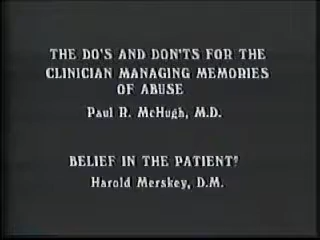 THE DO'S AND DON'TS FOR THE
CLINICIAN MANAGING MEMORIES
OF ABUSE
Paul R. McHugh, M.D.
BELIEF IN THE PATIENT?
Harold Merskey, D.M.